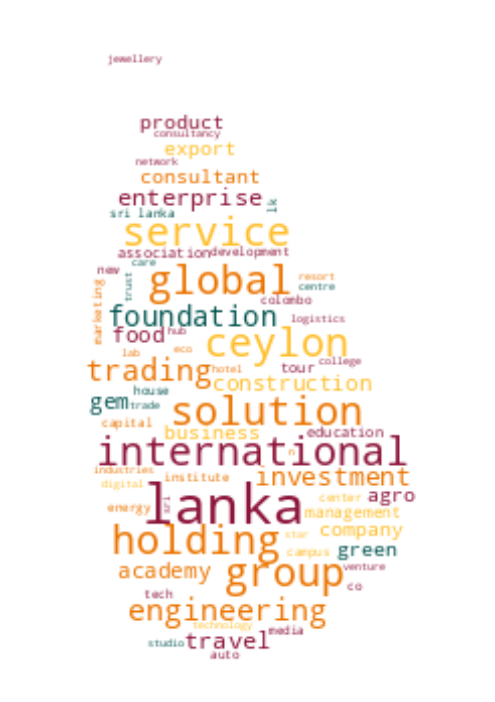 jewellery
product
consultancy
export
network
consultant
enterprise lk
sri lanka
service
association development
care
new
trust
global resort
centre
marketing
colombo
foundation logistics
food hub
ceylon
lab eco
college
trading hotel tour
construction
house
gem trade
solution
capital
business education
international
n
industries
institute investment
digital
lanka
sri
center agro
energy management
holding company
star
campus green
academy group venture
co
tech
engineering
technology
media
studio travel
auto